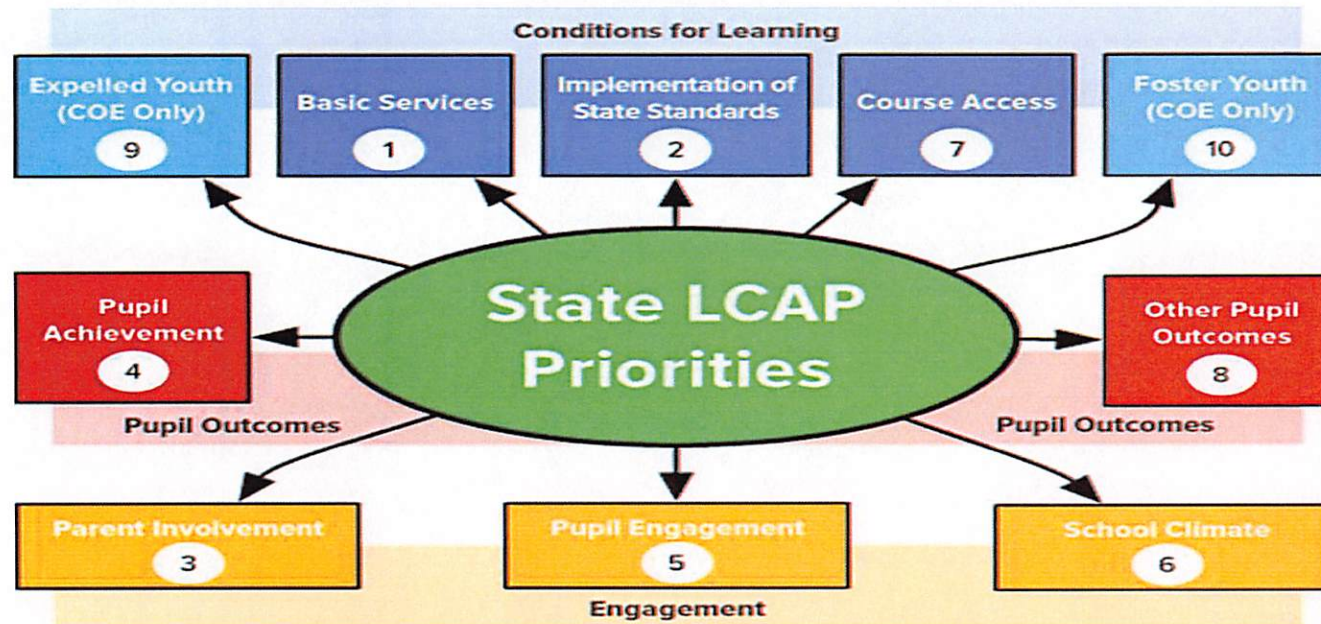 Conditions for Learning
Expelled Youth
(COE Only)
9
Basic Services
1
Implementation of
State Standards
2
Course Access
7
Foster Youth
(COE Only)
10
Pupil
Achievement
4
State LCAP
Priorities
Other Pupil
Outcomes
8
Pupil Outcomes
Pupil Outcomes
Parent Involvement
3
Pupil Engagement
5
School Climate
6
Engagement